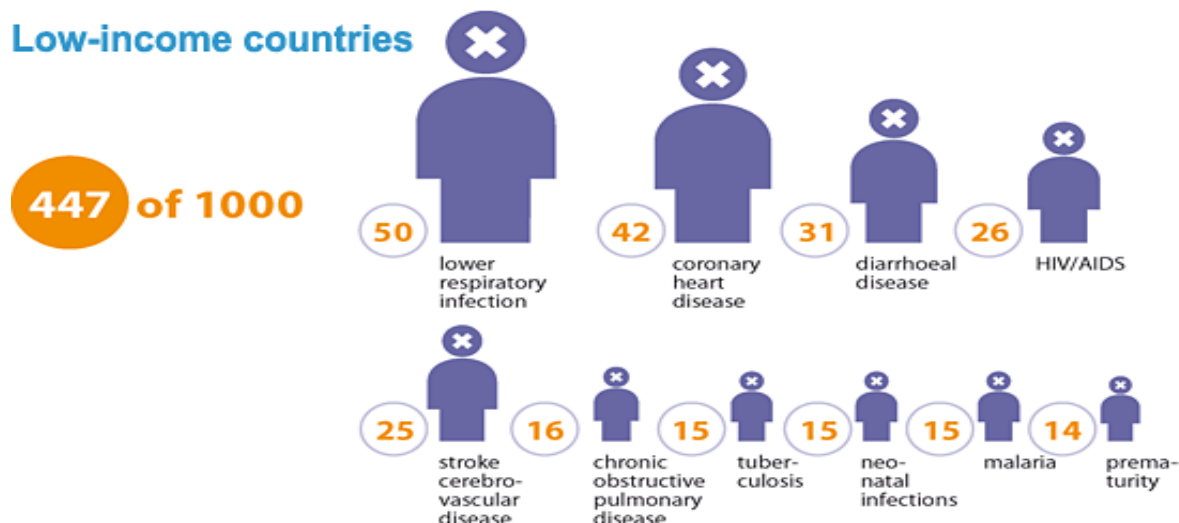 Low-income countries
447 of 1000
50
lower
respiratory
infection
42
coronary
heart
disease
31
diarrhoeal
disease
26
HIV/AIDS
25
stroke
cerebro-
vascular
disease
16
chronic
obstructive
pulmonary
disease
15
tuber-
culosis
15
neo-
natal
infections
15
malaria
14
prema-
turity